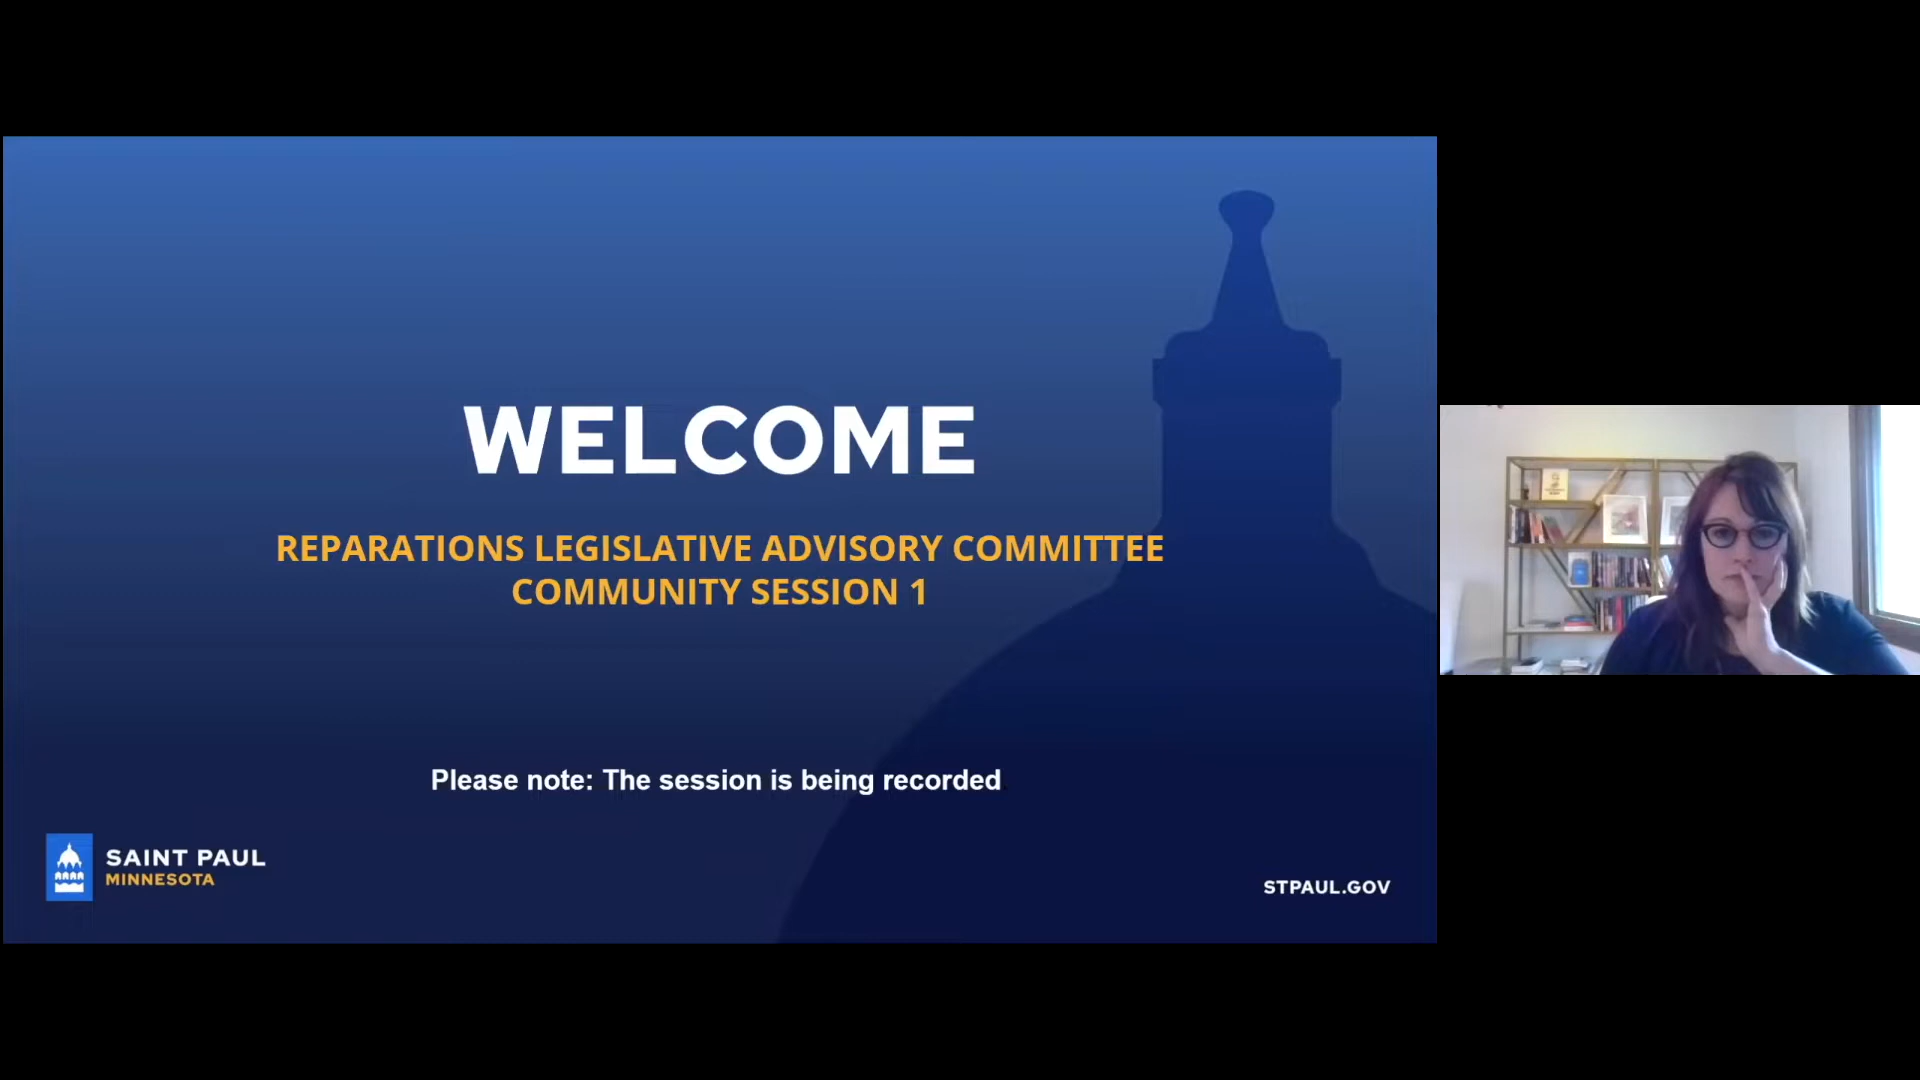 WELCOME
REPARATIONS LEGISLATIVE ADVISORY COMMITTEE
COMMUNITY SESSION 1
Please note: The session is being recorded
SAINT PAUL
MINNESOTA
STPAUL.GOV